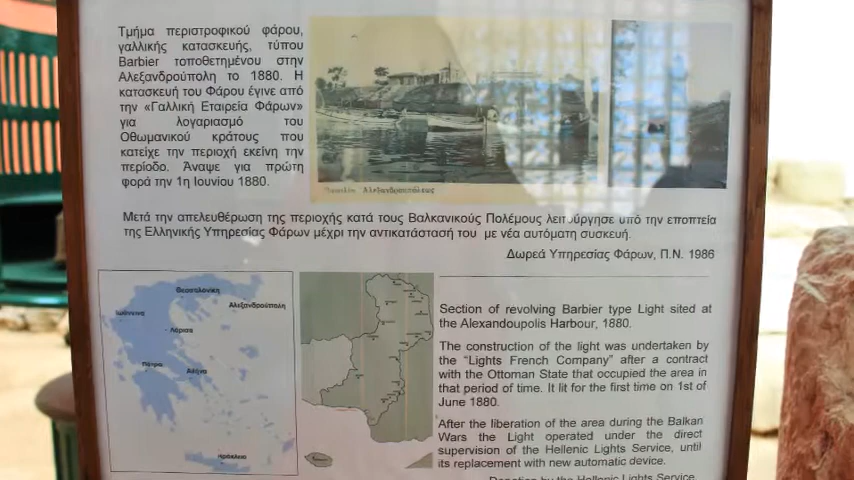 Τμήμα περιστροφικού φάρου,
γαλλικής κατασκευής, τύπου
Barbier τοποθετημένου στην
Αλεξανδρούπολη το 1880. Η
κατασκευή του Φάρου έγινε από
την «Γαλλική Εταιρεία Φάρων»
για λογαριασμό του
Οθωμανικού κράτους που
κατείχε την περιοχή εκείνη την
περίοδο. Άναψε για πρώτη
φορά την 1η Ιουνίου 1880.
Αλεξανδρουπόλεως
Μετά την απελευθέρωση της περιοχής κατά τους Βαλκανικούς Πολέμους λειτούργησε υπό την εποπτεία
της Ελληνικής Υπηρεσίας Φάρων μέχρι την αντικατάστασή του με νέα αυτόματη συσκευή.
Δωρεά Υπηρεσίας Φάρων, Π.Ν. 1986
Θεσσαλονίκη
Αλεξανδρούπολη
Ιωάννινα
Λάρισα
Πάτρα
Αθήνα
Ηράκλειο
Section of revolving Barbier type Light sited at
the Alexandoupolis Harbour, 1880.
The construction of the light was undertaken by
the “Lights French Company” after a contract
with the Ottoman State that occupied the area in
that period of time. It lit for the first time on 1st of
June 1880.
After the liberation of the area during the Balkan
Wars the Light operated under the direct
supervision of the Hellenic Lights Service, until
its replacement with new automatic device.
Donation by the Hellenic Lights Service,